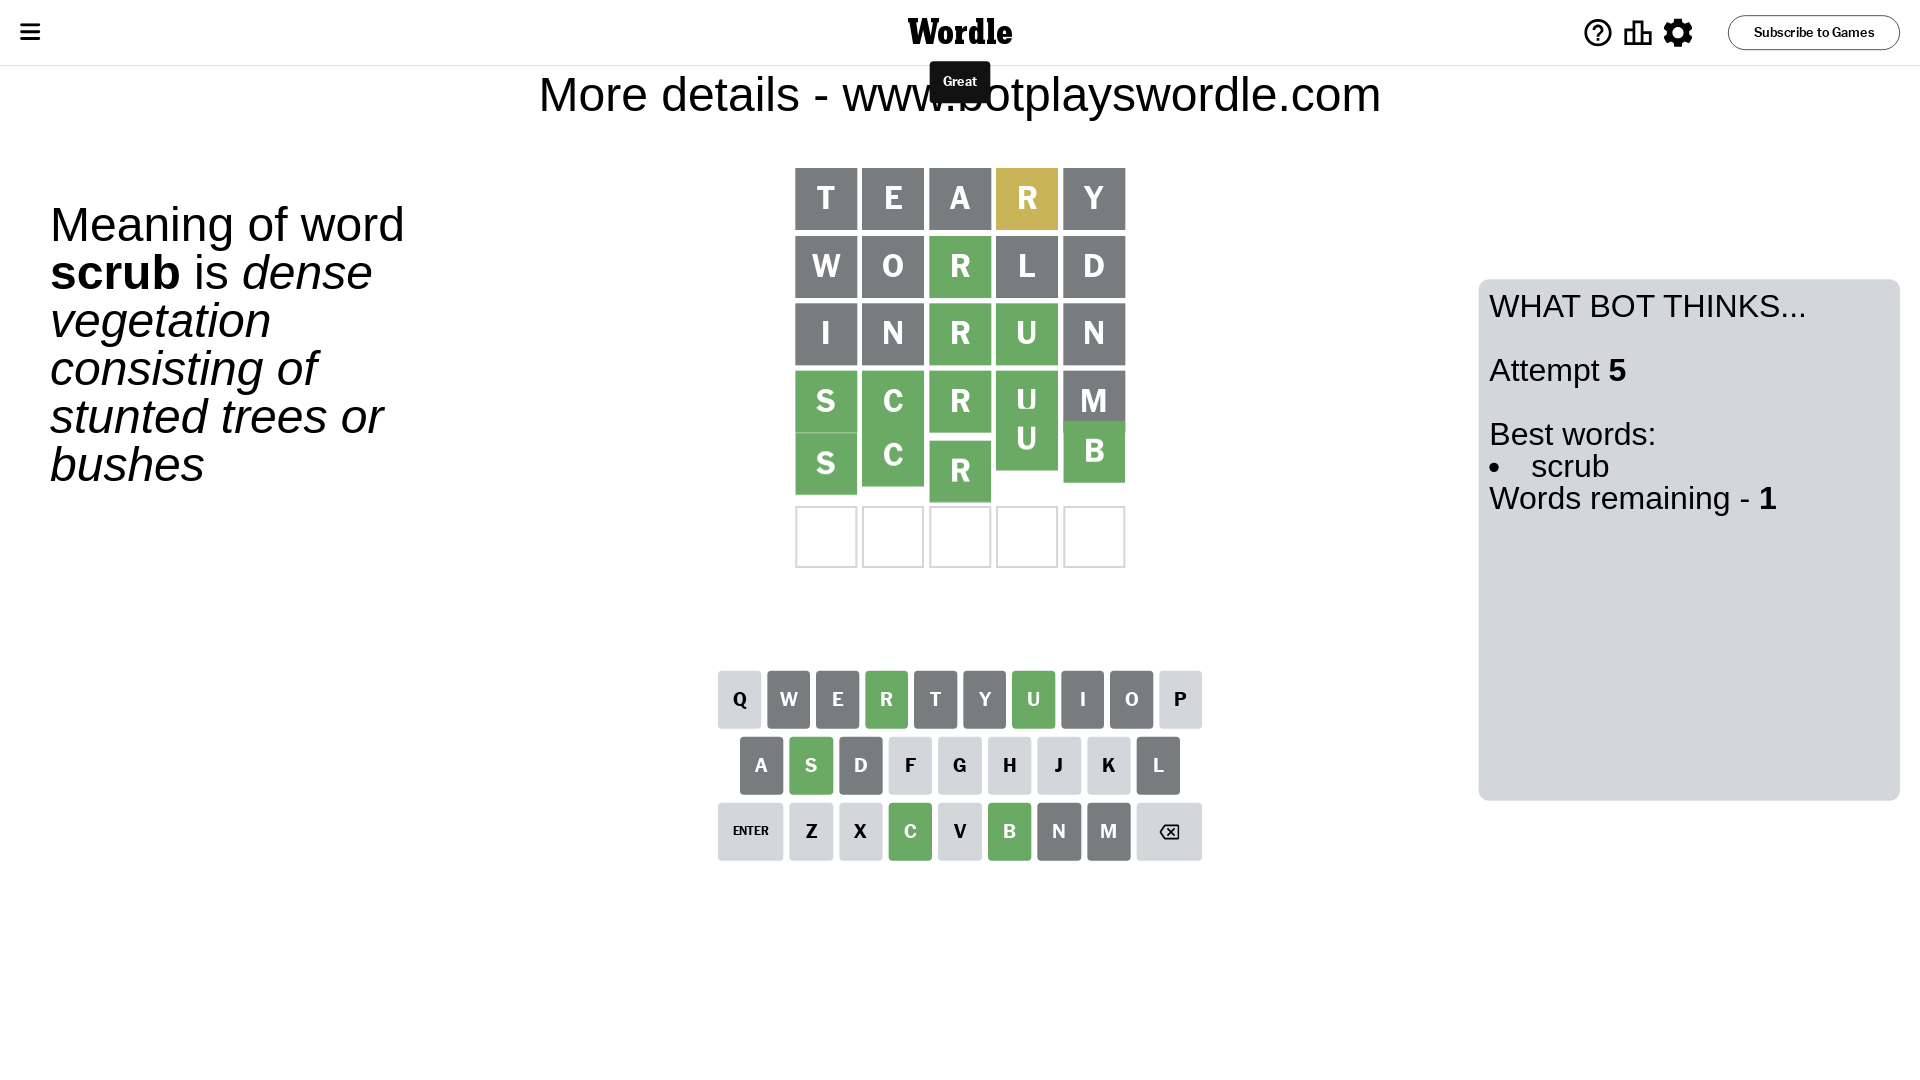 Wordle
Subscribe to Games
Great
More details - www.botplayswordle.com
Meaning of word
scrub is dense
vegetation
consisting of
stunted trees or
bushes
T E A R Y
W O R L D
I N R U N
S C R U M
S C R U B
WHAT BOT THINKS...
Attempt 5
Best words:
• scrub
Words remaining - 1
Q W E R T Y U I O P
A S D F G H J K L
ENTER Z X C V B N M